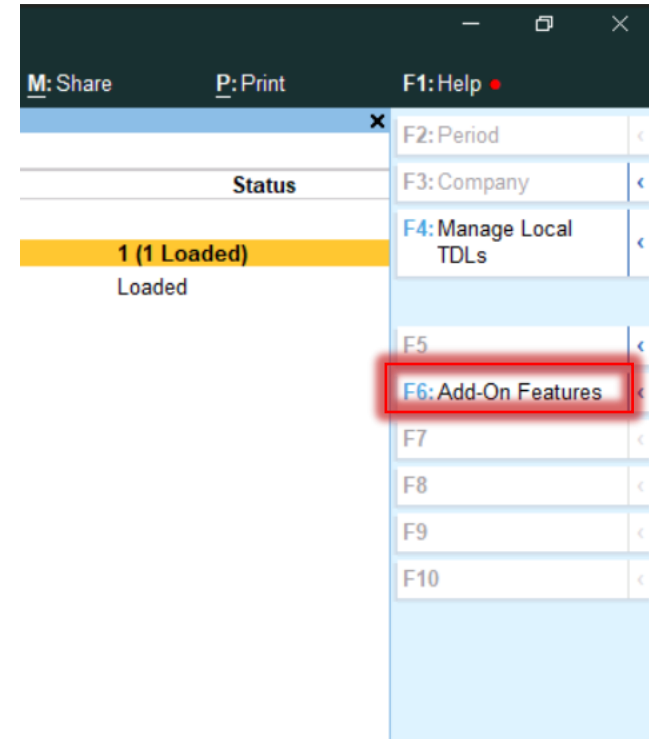 M: Share P: Print F1: Help
F2: Period
Status
F3: Company
F4: Manage Local
TDLs
1 (1 Loaded)
Loaded
F5
F6: Add-On Features
F7
F8
F9
F10